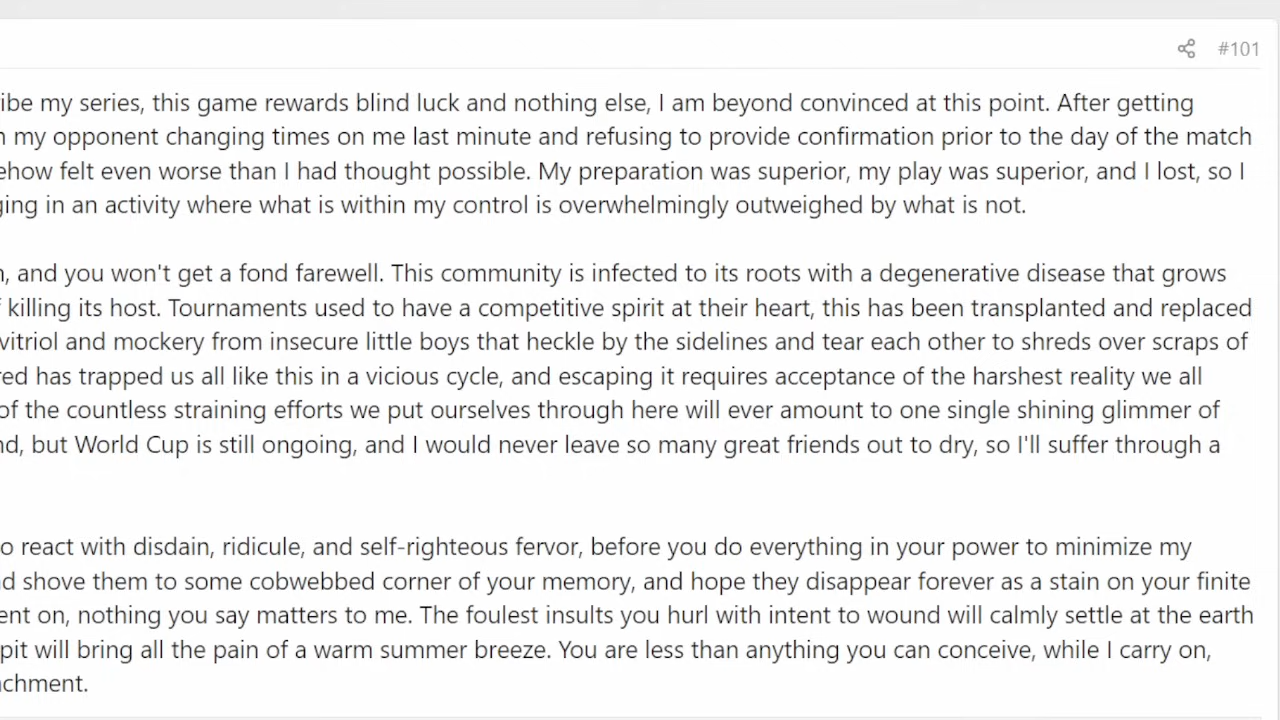 #101
ibe my series, this game rewards blind luck and nothing else, I am beyond convinced at this point. After getting
n my opponent changing times on me last minute and refusing to provide confirmation prior to the day of the match
ehow felt even worse than I had thought possible. My preparation was superior, my play was superior, and I lost, so I
ging in an activity where what is within my control is overwhelmingly outweighed by what is not.
n, and you won't get a fond farewell. This community is infected to its roots with a degenerative disease that grows
f killing its host. Tournaments used to have a competitive spirit at their heart, this has been transplanted and replaced
vitriol and mockery from insecure little boys that heckle by the sidelines and tear each other to shreds over scraps of
red has trapped us all like this in a vicious cycle, and escaping it requires acceptance of the harshest reality we all
of the countless straining efforts we put ourselves through here will ever amount to one single shining glimmer of
nd, but World Cup is still ongoing, and I would never leave so many great friends out to dry, so I'll suffer through a
o react with disdain, ridicule, and self-righteous fervor, before you do everything in your power to minimize my
nd shove them to some cobwebbed corner of your memory, and hope they disappear forever as a stain on your finite
ent on, nothing you say matters to me. The foulest insults you hurl with intent to wound will calmly settle at the earth
pit will bring all the pain of a warm summer breeze. You are less than anything you can conceive, while I carry on,
achment.